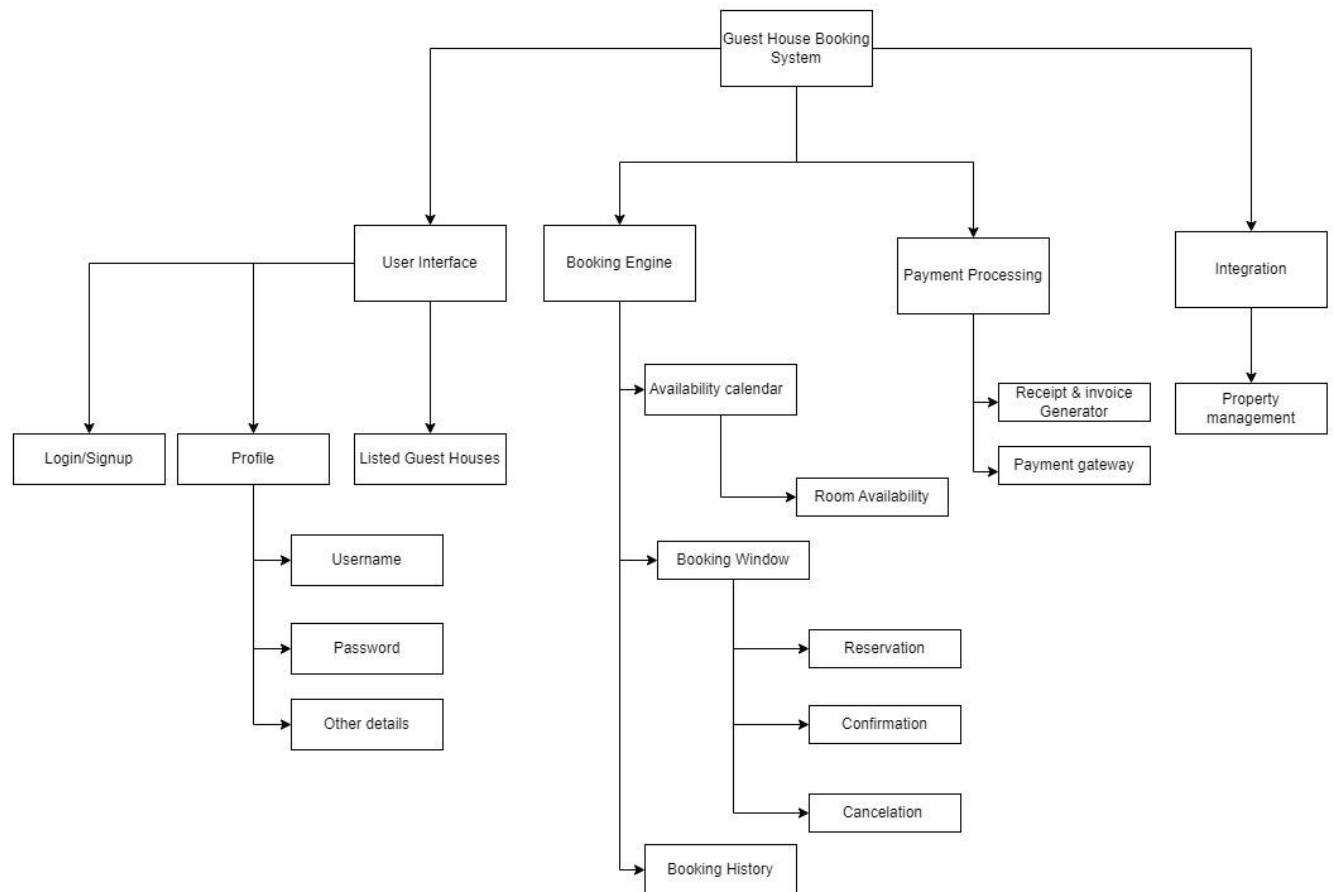 Guest House Booking
System
User Interface
Booking Engine
Payment Processing
Integration
Availability calendar
Receipt & invoice
Generator
Property
management
Login/Signup
Profile
Listed Guest Houses
Payment gateway
Room Availability
Username
Booking Window
Password
Reservation
Other details
Confirmation
Cancelation
Booking History